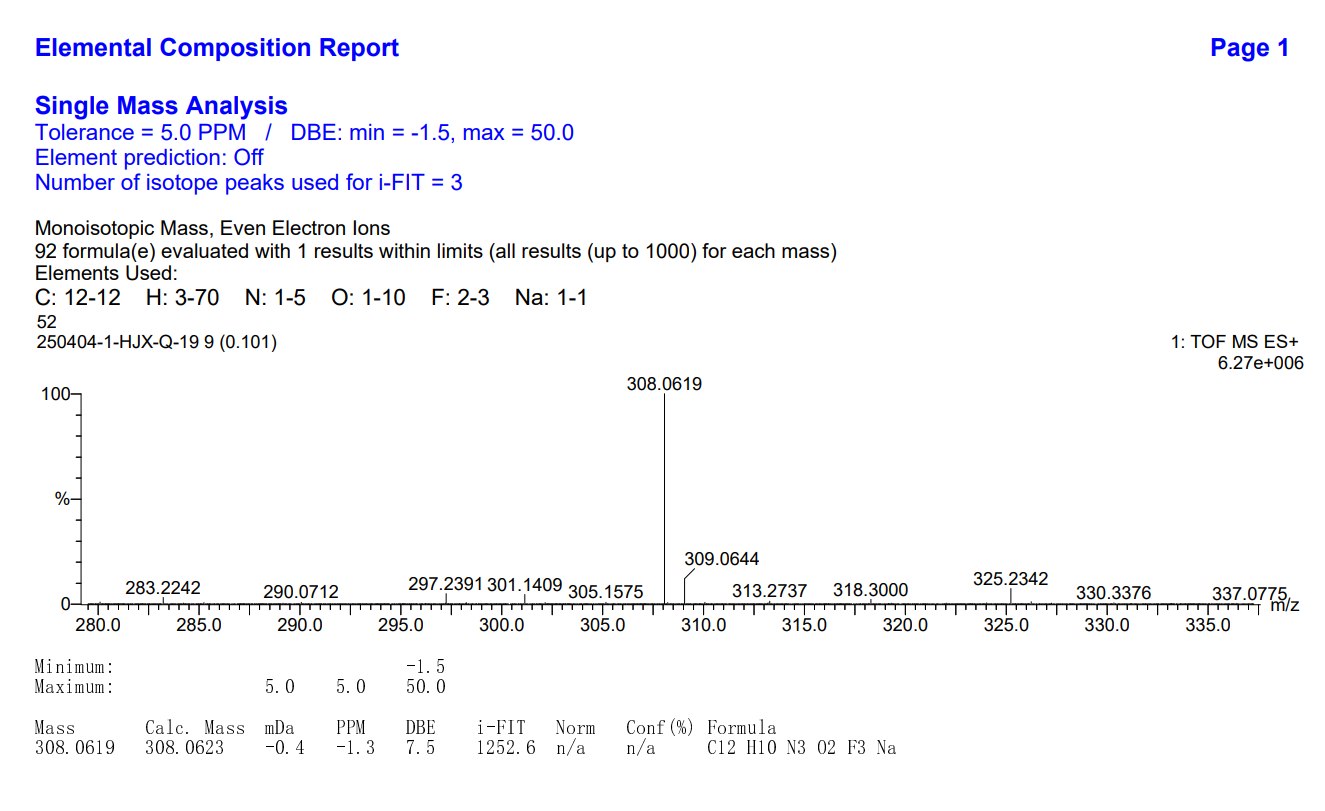 Elemental Composition Report Page 1
Single Mass Analysis
Tolerance = 5.0 PPM / DBE: min = -1.5, max = 50.0
Element prediction: Off
Number of isotope peaks used for i-FIT = 3
Monoisotopic Mass, Even Electron Ions
92 formula(e) evaluated with 1 results within limits (all results (up to 1000) for each mass)
Elements Used:
C: 12-12 H: 3-70 N: 1-5 O: 1-10 F: 2-3 Na: 1-1
52
250404-1-HJX-Q-19 9 (0.101) 1: TOF MS ES+
6.27e+006
308.0619
100
%
309.0644
283.2242 290.0712 297.2391 301.1409 305.1575 313.2737 318.3000 325.2342 330.3376 337.0775
0 m/z
280.0 285.0 290.0 295.0 300.0 305.0 310.0 315.0 320.0 325.0 330.0 335.0
Minimum: -1.5
Maximum: 5.0 5.0 50.0
Mass Calc. Mass mDa PPM DBE i-FIT Norm Conf(%) Formula
308.0619 308.0623 -0.4 -1.3 7.5 1252.6 n/a n/a C12 H10 N3 O2 F3 Na